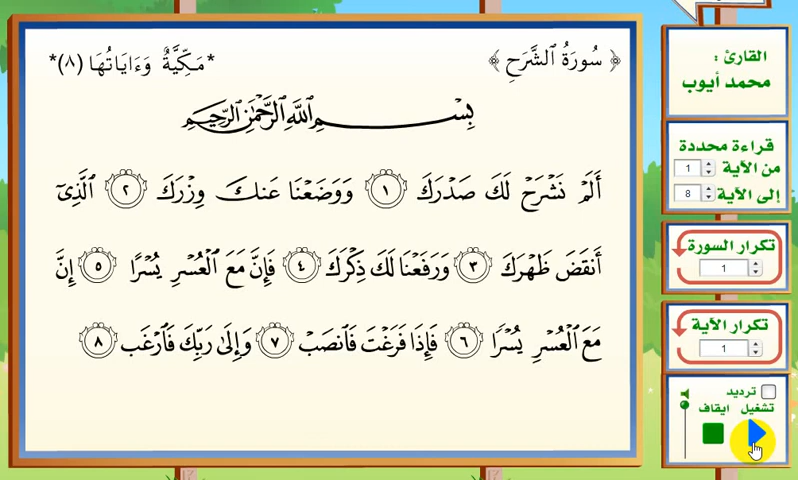 ﴿ سُورَةُ ٱلشَّرۡحِ ﴾ *مَكِّيَّةٌ وَءَايَاتُهَا (٨)*
بِسۡمِ ٱللَّهِ ٱلرَّحۡمَٰنِ ٱلرَّحِيمِ
أَلَمۡ نَشۡرَحۡ لَكَ صَدۡرَكَ ١ وَوَضَعۡنَا عَنكَ وِزۡرَكَ ٢ ٱلَّذِيٓ
أَنقَضَ ظَهۡرَكَ ٣ وَرَفَعۡنَا لَكَ ذِكۡرَكَ ٤ فَإِنَّ مَعَ ٱلۡعُسۡرِ يُسۡرًا ٥ إِنَّ
مَعَ ٱلۡعُسۡرِ يُسۡرٗا ٦ فَإِذَا فَرَغۡتَ فَٱنصَبۡ ٧ وَإِلَىٰ رَبِّكَ فَٱرۡغَب ٨
القارئ :
محمد أيوب
قراءة محددة
من الآية 1
إلى الآية 8
تكرار السورة
1
تكرار الآية
1
ترديد
تشغيل ايقاف